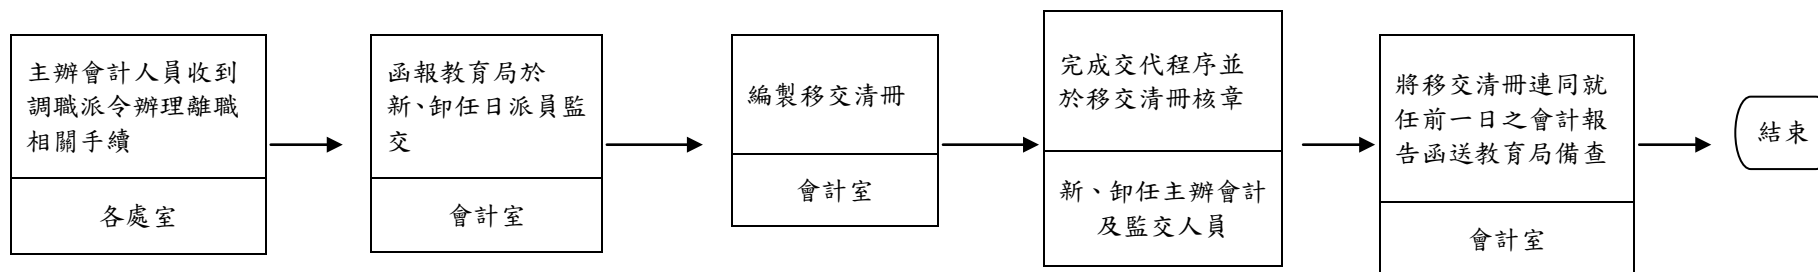 主辦會計人員收到
調職派令辦理離職
相關手續
各處室
函報教育局於
新、卸任日派員監
交
會計室
編製移交清冊
會計室
完成交代程序並
於移交清冊核章
新、卸任主辦會計
及監交人員
將移交清冊連同就
任前一日之會計報
告函送教育局備查
會計室
結束